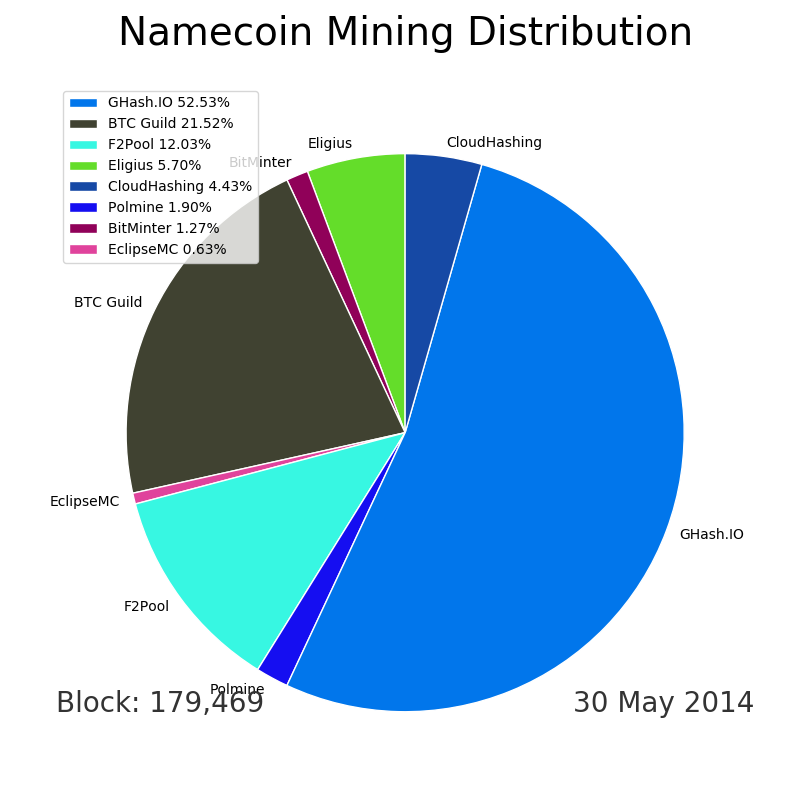 Namecoin Mining Distribution
GHash.IO 52.53%
BTC Guild 21.52%
F2Pool 12.03%
Eligius 5.70%
CloudHashing 4.43%
Polmine 1.90%
BitMinter 1.27%
EclipseMC 0.63%
CloudHashing
Eligius
BitMinter
BTC Guild
EclipseMC
GHash.IO
F2Pool
Polmine
Block: 179,469
30 May 2014